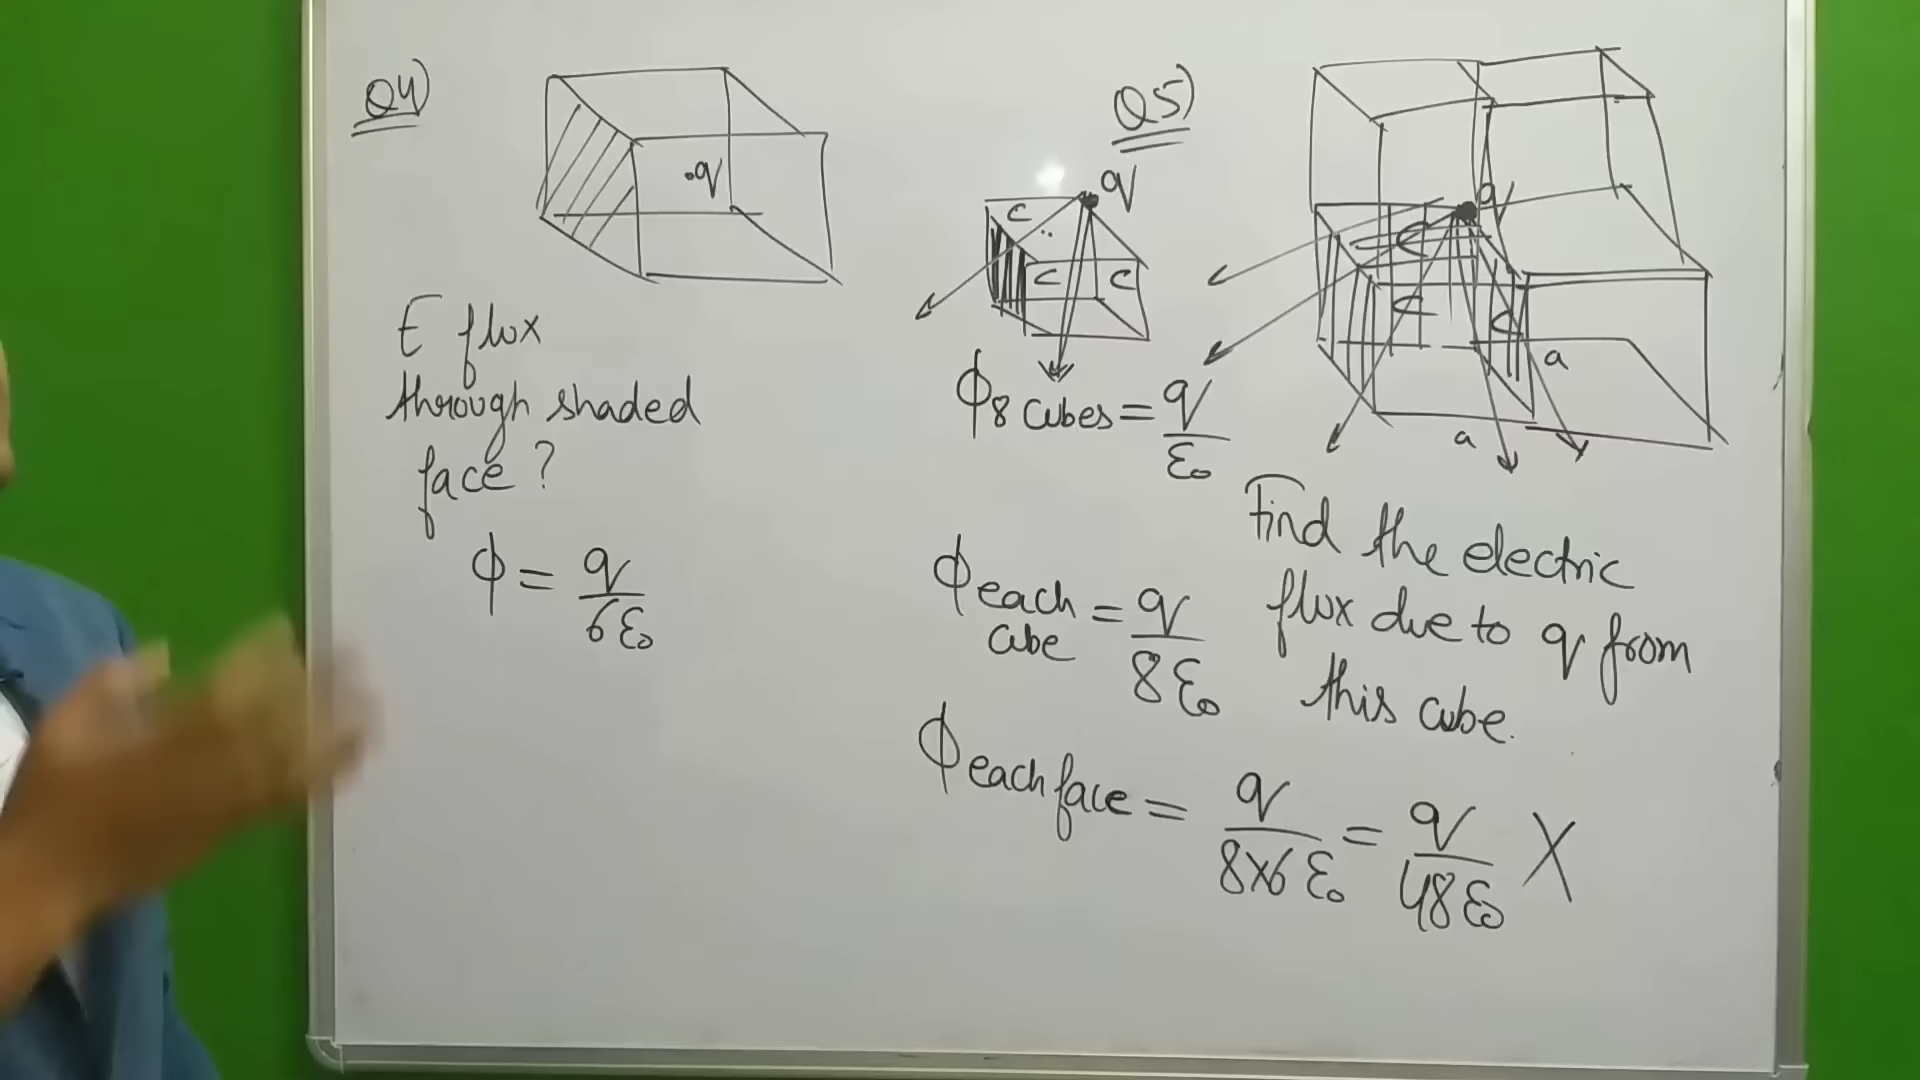 Q4)
.q
E flux
through shaded
face?
ϕ = q/6ε₀
Q5)
q
c
c
c
ϕ8 cubes = q/ε₀
ϕeach cube = q/8ε₀
ϕeach face = q/8×6ε₀ = q/48ε₀ X
q
C
C
C
a
a
Find the electric
flux due to q from
this cube.